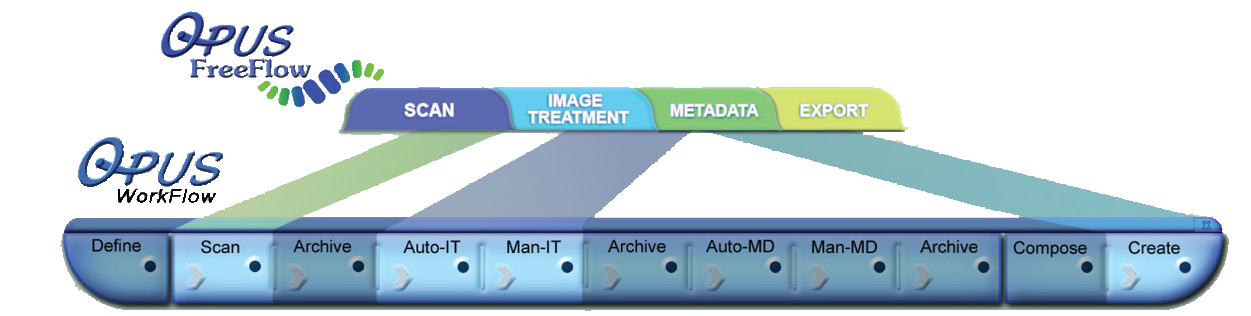 OPUS
FreeFlow
SCAN
IMAGE
TREATMENT
METADATA
EXPORT
OPUS
WorkFlow
Define
Scan
Archive
Auto-IT
Man-IT
Archive
Auto-MD
Man-MD
Archive
Compose
Create